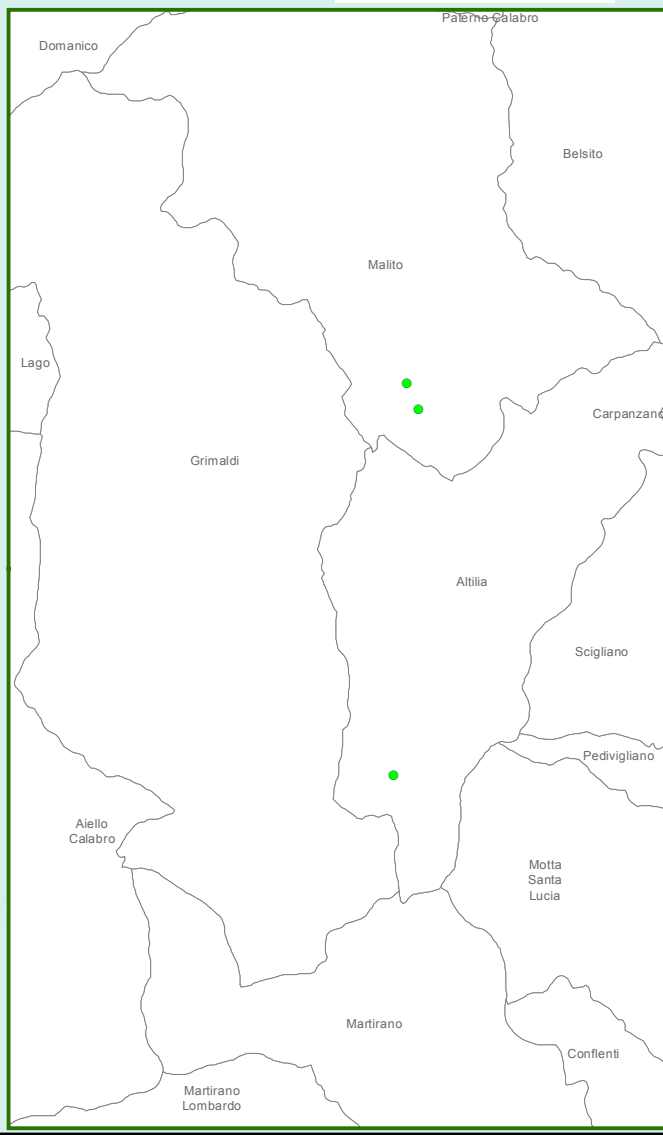 Paterno Calabro
Domanico
Belsito
Malito
Lago
Carpanzano
Grimaldi
Altilia
Scigliano
Pedivigliano
Aiello
Calabro
Motta
Santa
Lucia
Martirano
Conflenti
Martirano
Lombardo